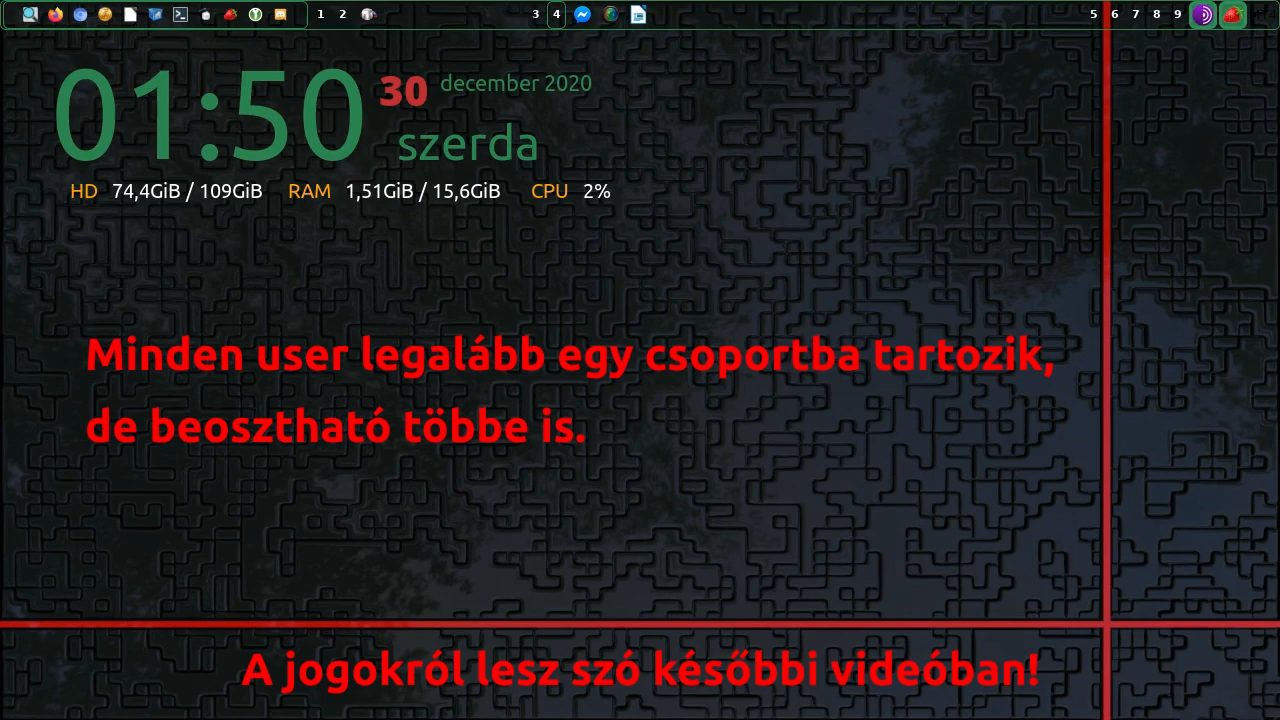 1 2 3 4 5 6 7 8 9
01:50 30 december 2020
szerda
HD 74,4GiB / 109GiB RAM 1,51GiB / 15,6GiB CPU 2%
Minden user legalább egy csoportba tartozik,
de beosztható többe is.
A jogokról lesz szó későbbi videóban!